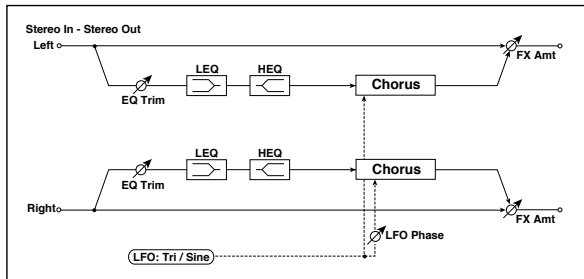 Stereo In - Stereo Out
Left
FX Amt
LEQ
HEQ
Chorus
EQ Trim
LEQ
HEQ
Chorus
EQ Trim
Right
FX Amt
LFO Phase
LFO: Tri / Sine